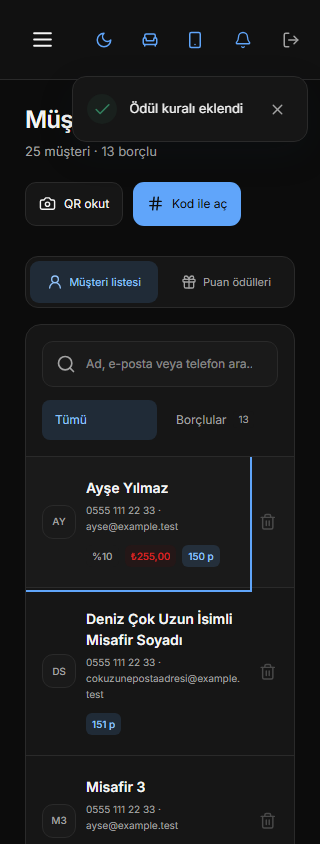 Müş
Ödül kuralı eklendi
25 müşteri · 13 borçlu
QR okut
Kod ile aç
Müşteri listesi
Puan ödülleri
Ad, e-posta veya telefon ara..
Tümü
Borçlular 13
Ayşe Yılmaz
AY
0555 111 22 33 ·
ayse@example.test
%10 ₺255,00 150 p
Deniz Çok Uzun İsimli
Misafir Soyadı
DS
0555 111 22 33 ·
cokuzunepostaadresi@example.
test
151 p
Misafir 3
M3
0555 111 22 33 ·
ayse@example.test